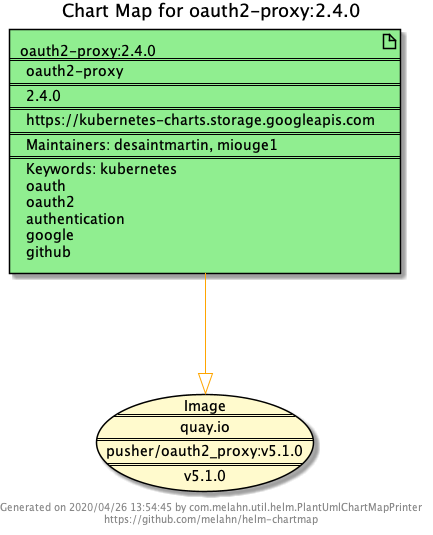 Chart Map for oauth2-proxy:2.4.0
oauth2-proxy:2.4.0
oauth2-proxy
2.4.0
https://kubernetes-charts.storage.googleapis.com
Maintainers: desaintmartin, miouge1
Keywords: kubernetes
oauth
oauth2
authentication
google
github
Image
quay.io
pusher/oauth2_proxy:v5.1.0
v5.1.0
Generated on 2020/04/26 13:54:45 by com.melahn.util.helm.PlantUmlChartMapPrinter
https://github.com/melahn/helm-chartmap